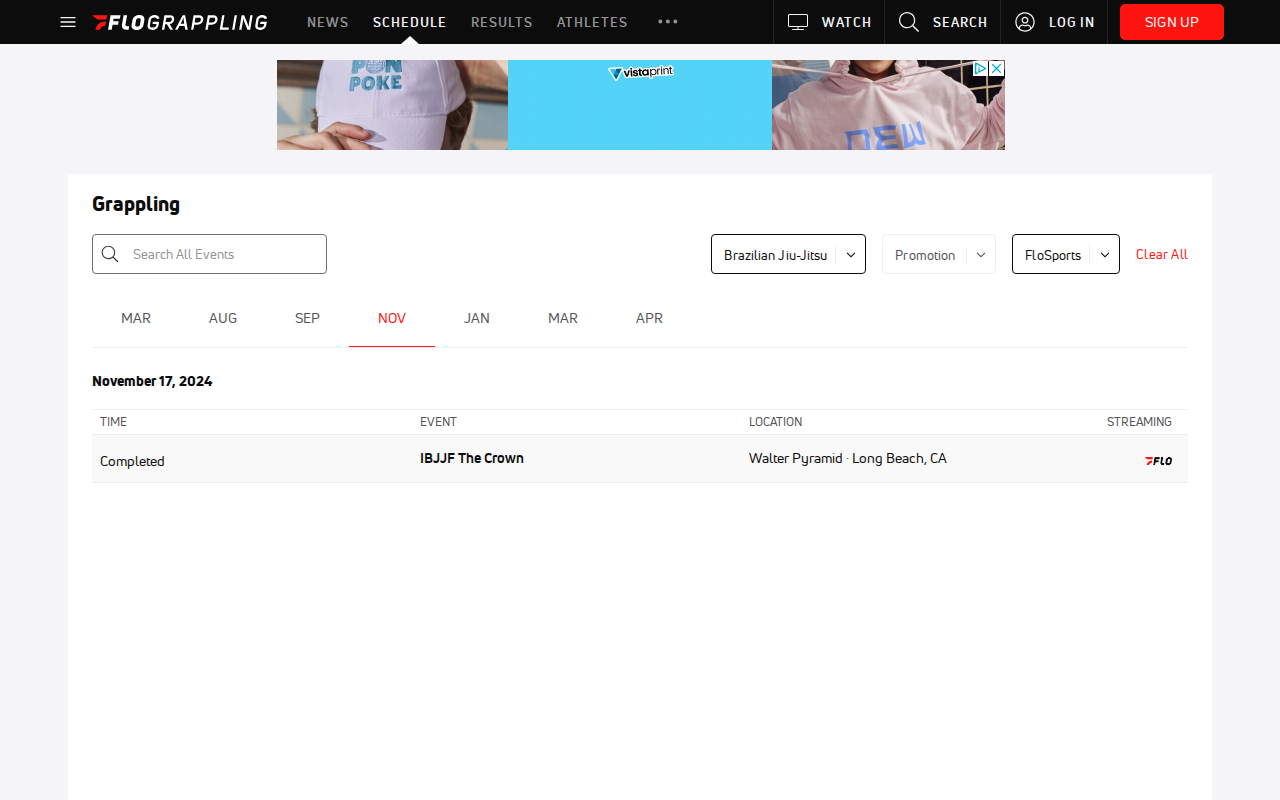 FLOGRAPPLING NEWS SCHEDULE RESULTS ATHLETES WATCH SEARCH LOG IN SIGN UP
PON POKE
vistaprint
Grappling
Search All Events Brazilian Jiu-Jitsu Promotion FloSports Clear All
MAR AUG SEP NOV JAN MAR APR
November 17, 2024
TIME EVENT LOCATION STREAMING
Completed IBJJF The Crown Walter Pyramid · Long Beach, CA FLO